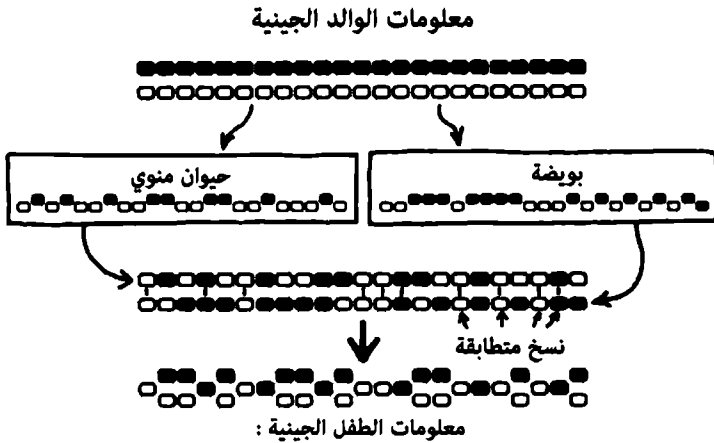 معلومات الوالد الجينية
حيوان منوي
بويضة
نسخ متطابقة
معلومات الطفل الجينية :